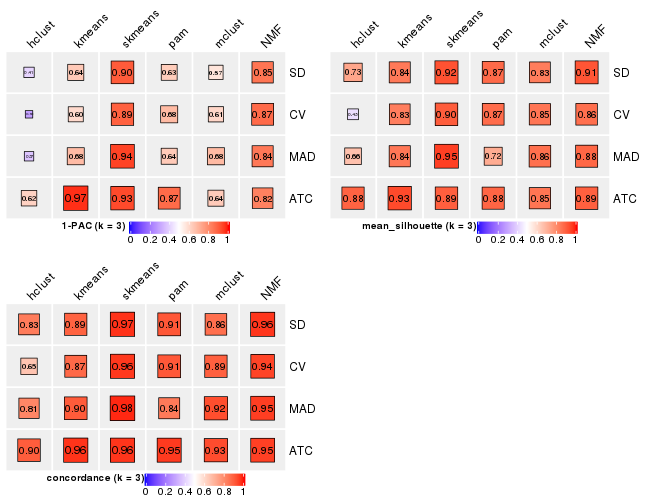 hclust kmeans skmeans pam mclust NMF
0.64 0.90 0.63 0.57 0.85 SD
0.60 0.89 0.68 0.61 0.87 CV
0.68 0.94 0.64 0.68 0.84 MAD
0.62 0.97 0.93 0.87 0.64 0.82 ATC
1-PAC (k = 3)
0 0.2 0.4 0.6 0.8 1
hclust kmeans skmeans pam mclust NMF
0.73 0.84 0.92 0.87 0.83 0.91 SD
0.83 0.90 0.87 0.85 0.86 CV
0.66 0.84 0.95 0.72 0.86 0.88 MAD
0.88 0.93 0.89 0.88 0.85 0.89 ATC
mean_silhouette (k = 3)
0 0.2 0.4 0.6 0.8 1
hclust kmeans skmeans pam mclust NMF
0.83 0.89 0.97 0.91 0.86 0.96 SD
0.65 0.87 0.96 0.91 0.89 0.94 CV
0.81 0.90 0.98 0.84 0.92 0.95 MAD
0.90 0.96 0.96 0.95 0.93 0.95 ATC
concordance (k = 3)
0 0.2 0.4 0.6 0.8 1